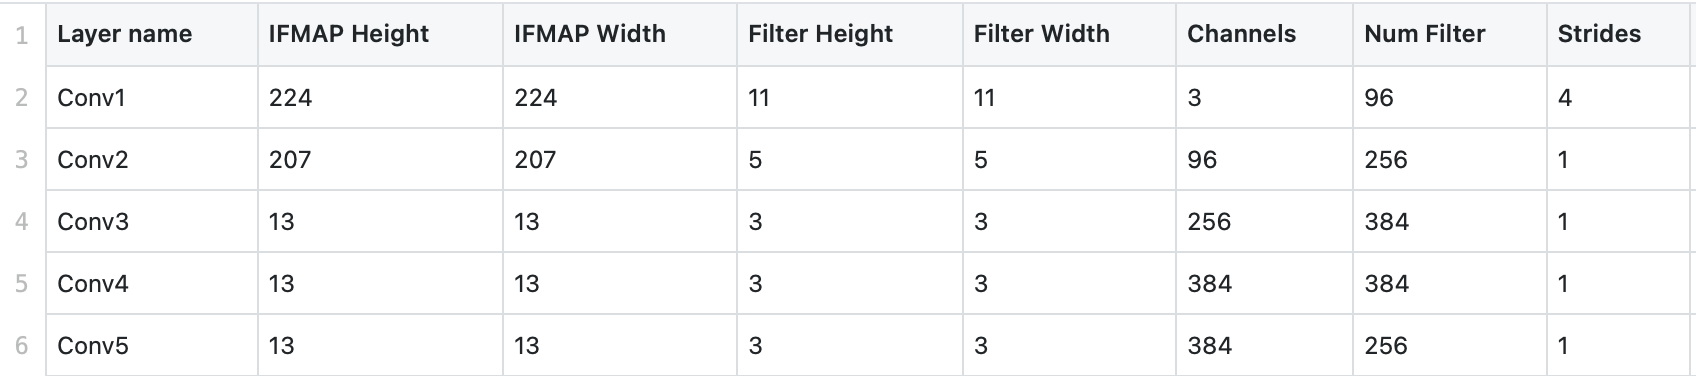 1 Layer name IFMAP Height IFMAP Width Filter Height Filter Width Channels Num Filter Strides
2 Conv1 224 224 11 11 3 96 4
3 Conv2 207 207 5 5 96 256 1
4 Conv3 13 13 3 3 256 384 1
5 Conv4 13 13 3 3 384 384 1
6 Conv5 13 13 3 3 384 256 1